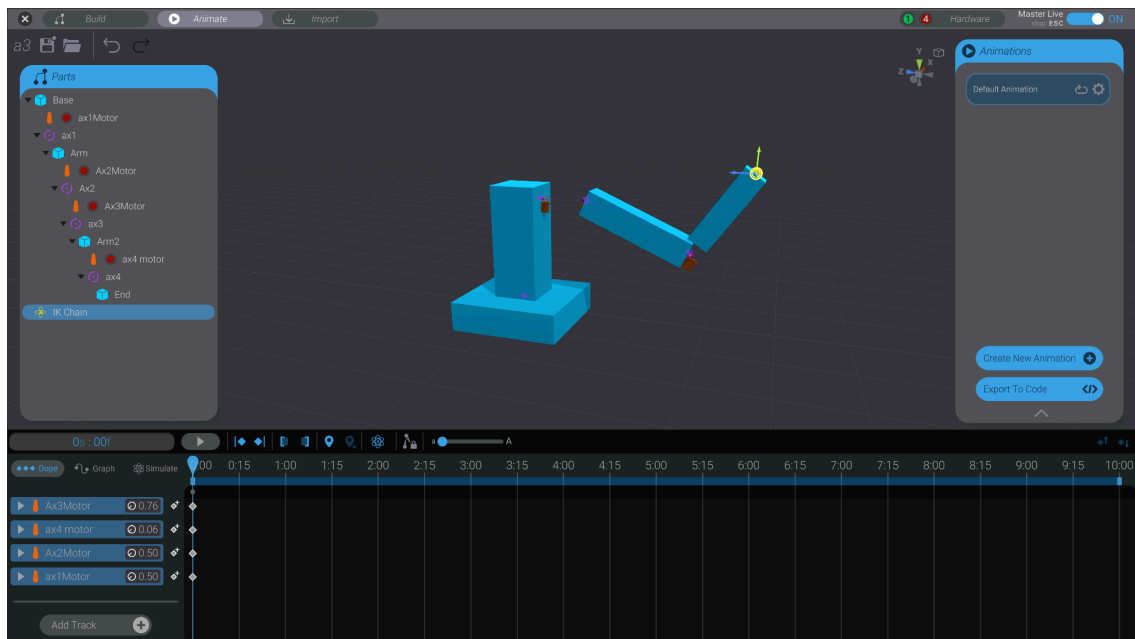 Build
Animate
Import
1
4
Hardware
Master Live
stop: ESC
ON
a3
Parts
Base
ax1Motor
ax1
Arm
Ax2Motor
Ax2
Ax3Motor
ax3
Arm2
ax4 motor
ax4
End
IK Chain
Y
X
Z
Animations
Default Animation
Create New Animation
Export To Code
0s:00f
a
A
Dope
Graph
Simulate
0:00 0:15 1:00 1:15 2:00 2:15 3:00 3:15 4:00 4:15 5:00 5:15 6:00 6:15 7:00 7:15 8:00 8:15 9:00 9:15 10:00
Ax3Motor 0.76
ax4 motor 0.06
Ax2Motor 0.50
ax1Motor 0.50
Add Track